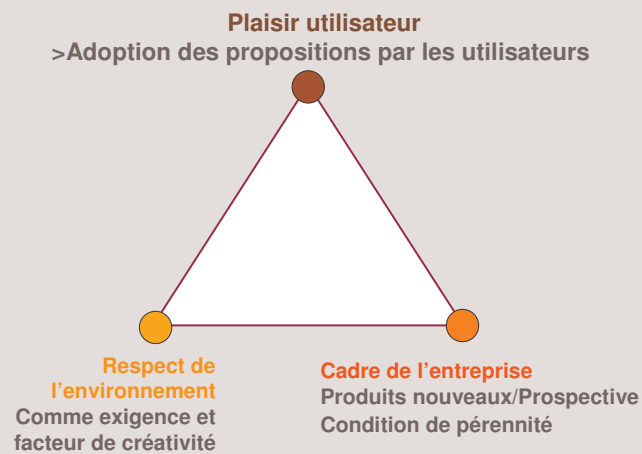 Plaisir utilisateur
>Adoption des propositions par les utilisateurs
Respect de
l’environnement
Comme exigence et
facteur de créativité
Cadre de l’entreprise
Produits nouveaux/Prospective
Condition de pérennité